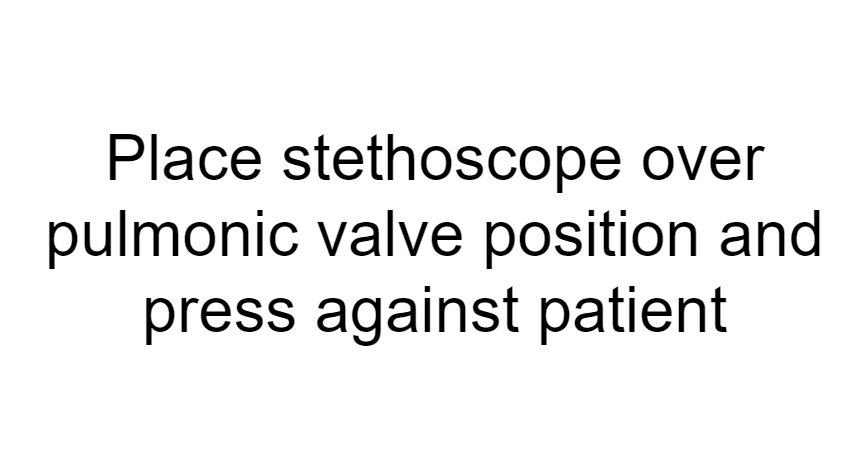 Place stethoscope over
pulmonic valve position and
press against patient